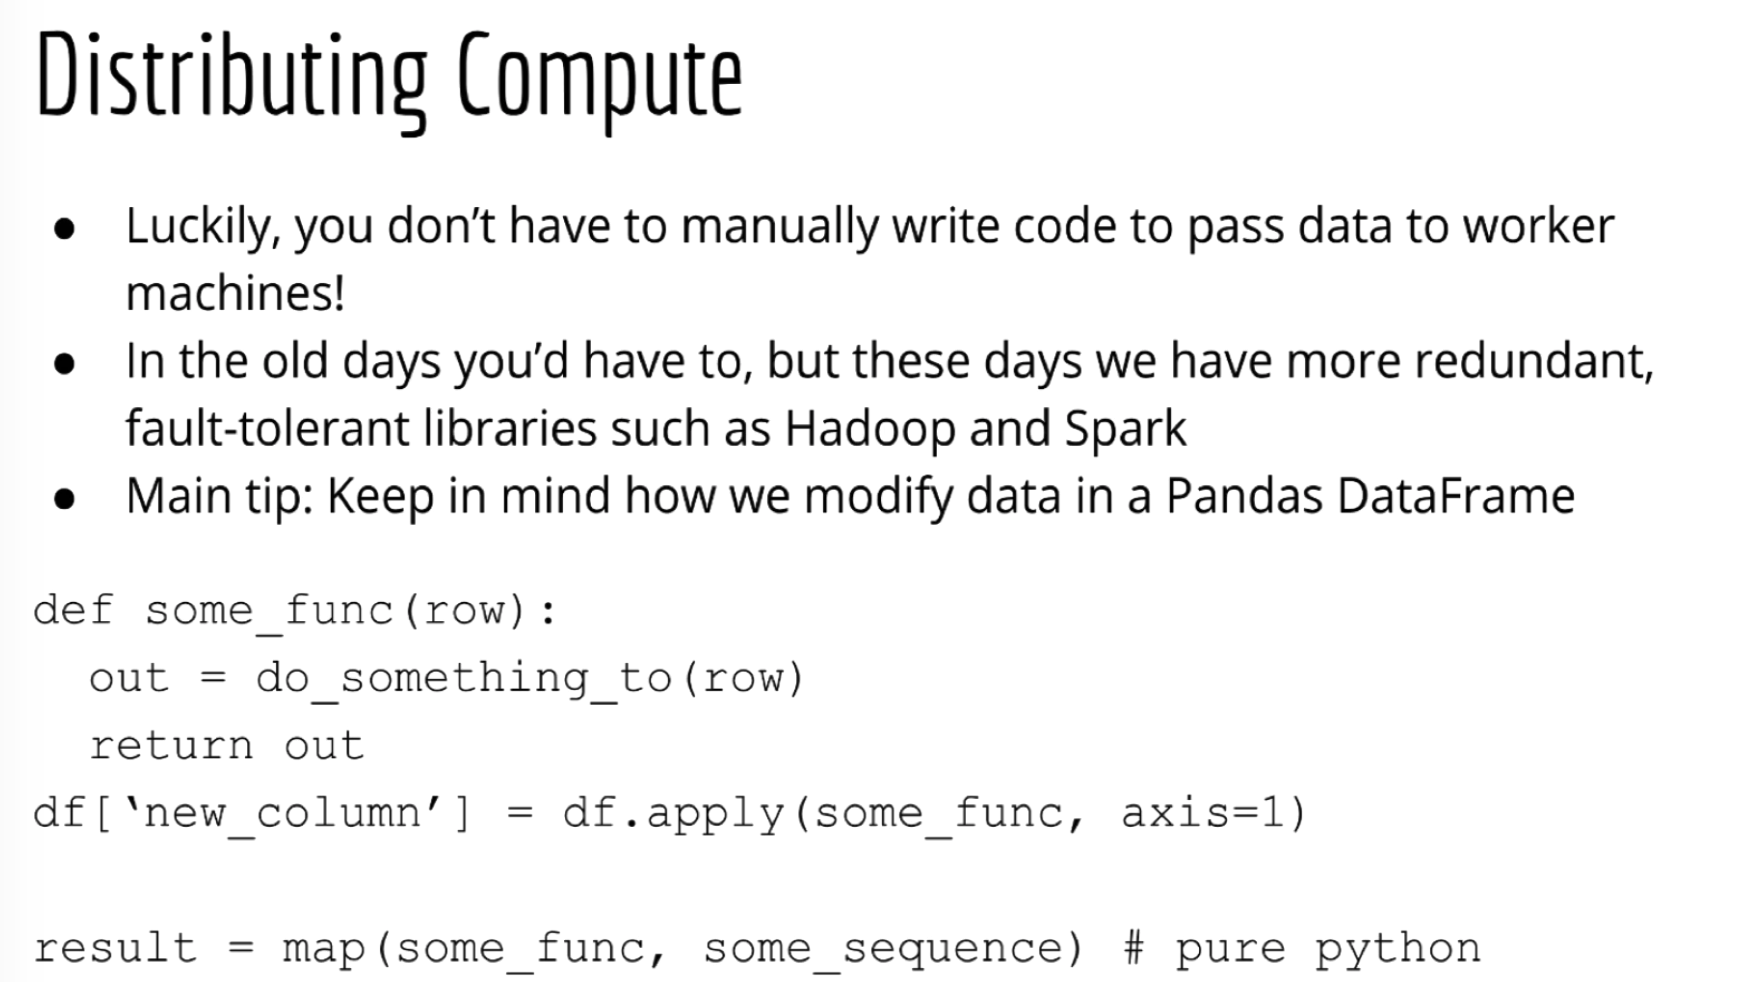 Distributing Compute
● Luckily, you don’t have to manually write code to pass data to worker
machines!
● In the old days you’d have to, but these days we have more redundant,
fault-tolerant libraries such as Hadoop and Spark
● Main tip: Keep in mind how we modify data in a Pandas DataFrame
def some_func(row):
  out = do_something_to(row)
  return out
df[‘new_column’] = df.apply(some_func, axis=1)
result = map(some_func, some_sequence) # pure python